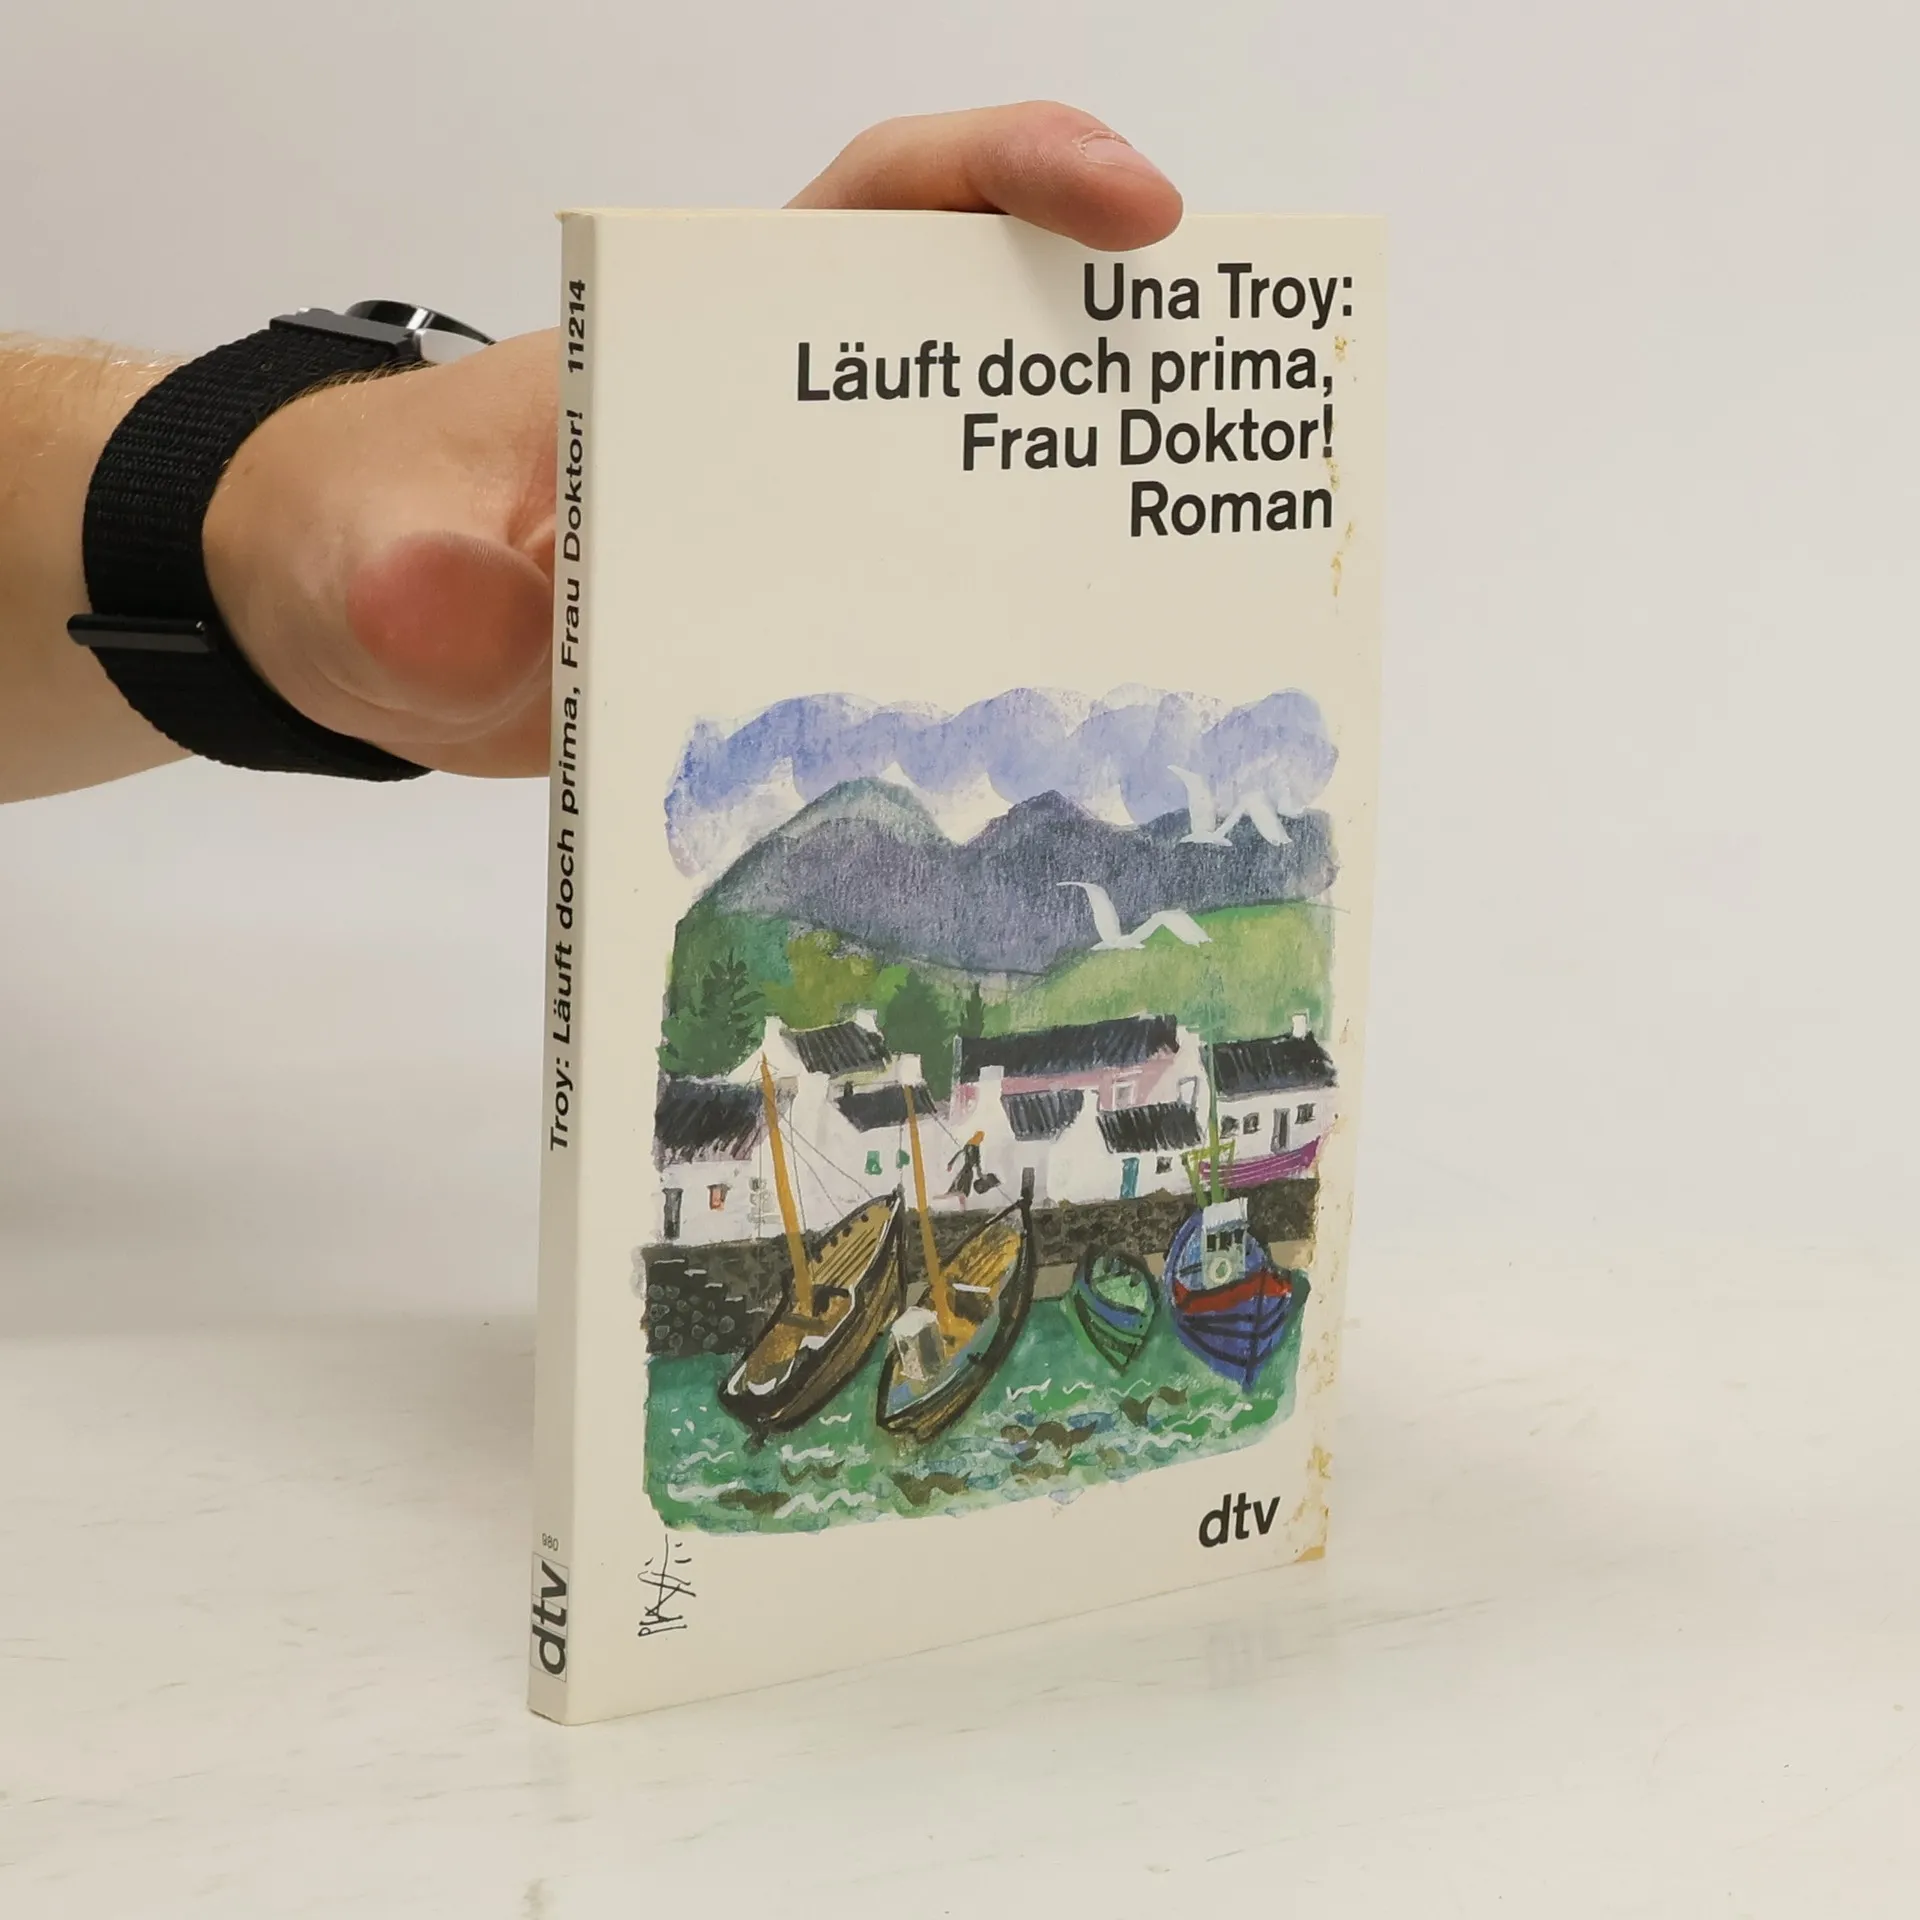 Una Troy:
Läuft doch prima,
Frau Doktor!
Roman
dtv
Troy: Läuft doch prima, Frau Doktor! 11214
980
dtv